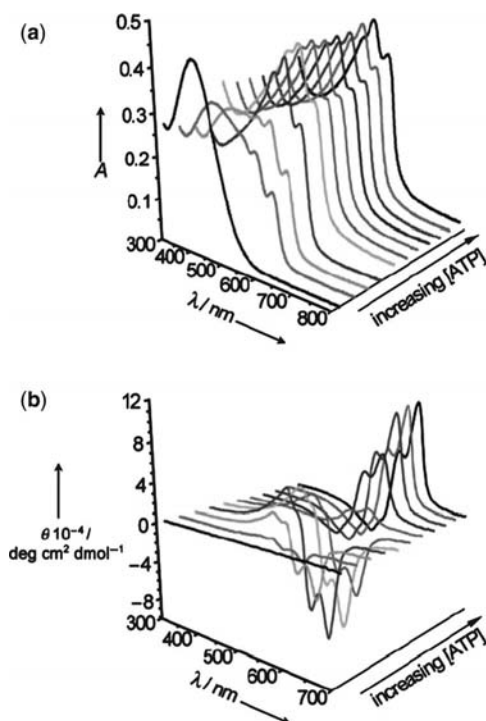 (a)
0.5
0.4
0.3
0.2
0.1
A
300
400
500
600
700
800
λ / nm
increasing [ATP]
(b)
12
8
4
0
−4
−8
θ 10⁻⁴/
deg cm² dmol⁻¹
300
400
500
600
700
λ / nm
increasing [ATP]